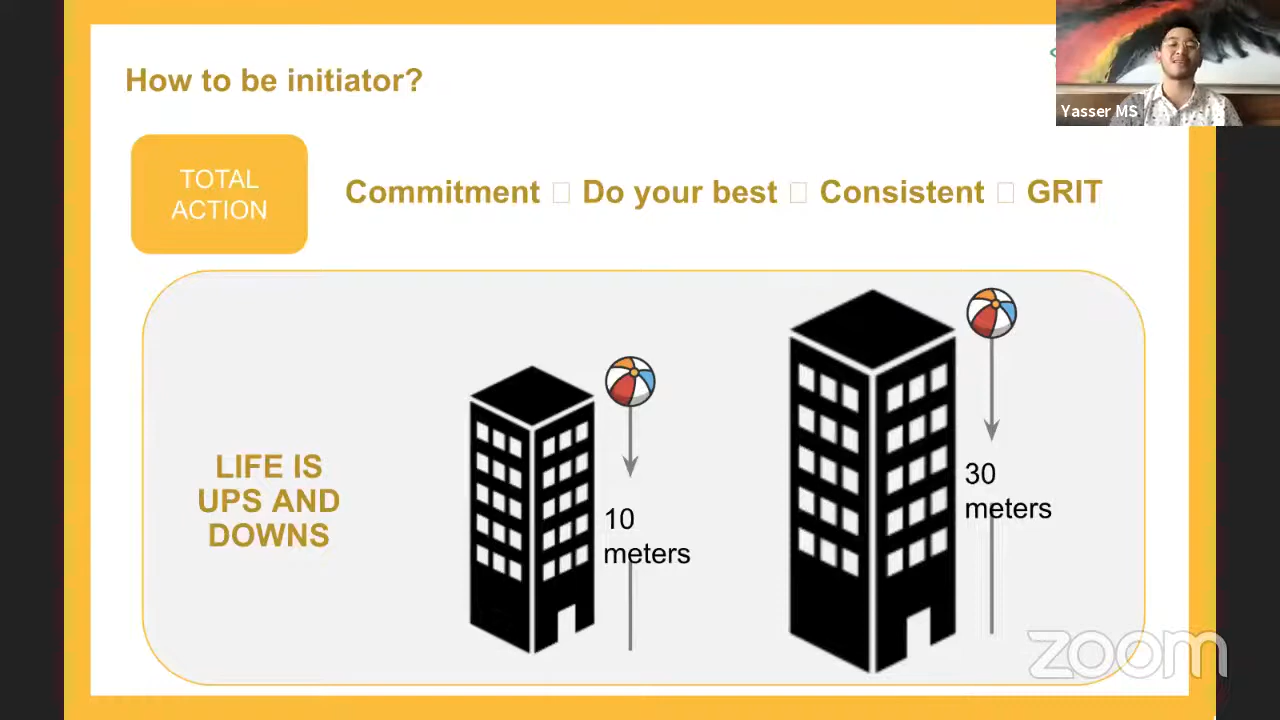 How to be initiator?
Yasser MS
TOTAL
ACTION
Commitment □ Do your best □ Consistent □ GRIT
LIFE IS
UPS AND
DOWNS
10
meters
30
meters
zoom